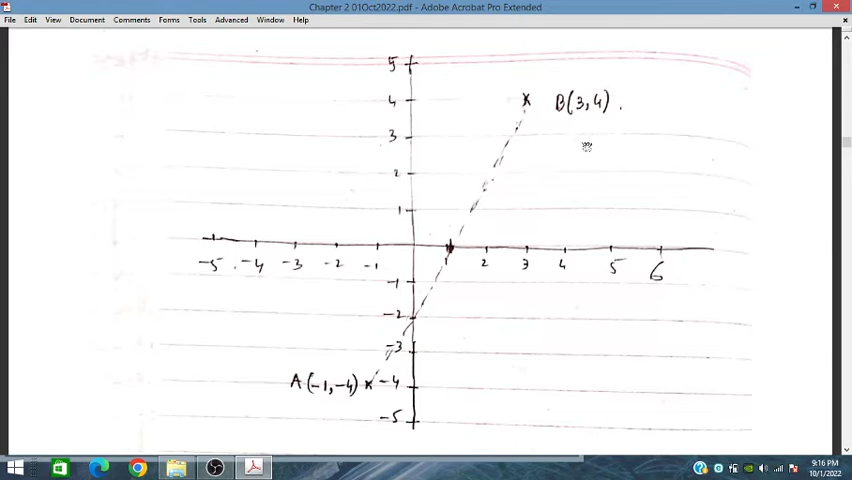 Chapter 2 01Oct2022.pdf - Adobe Acrobat Pro Extended
File Edit View Document Comments Forms Tools Advanced Window Help
5
4 B(3,4).
3
2
1
-5 -4 -3 -2 -1 1 2 3 4 5 6
-1
-2
-3
A(-1,-4) -4
-5
9:16 PM
10/1/2022